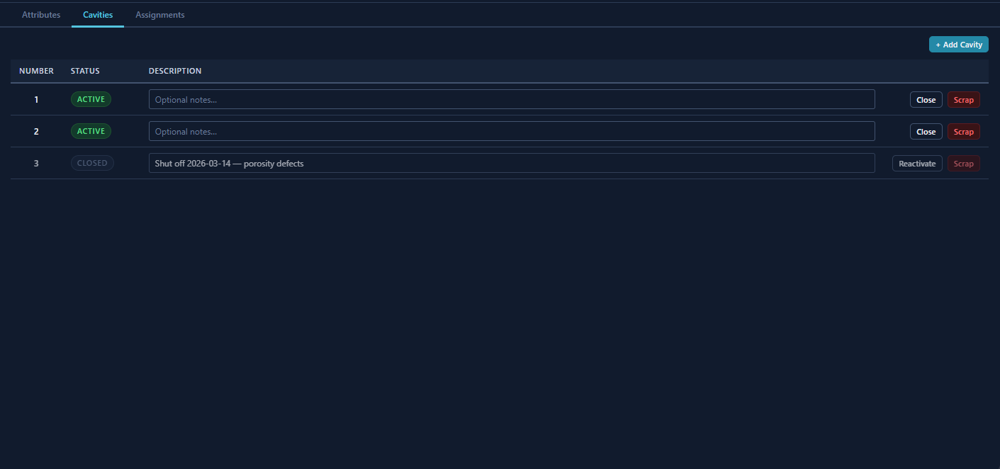 Attributes Cavities Assignments
+ Add Cavity
NUMBER STATUS DESCRIPTION
1 ACTIVE Optional notes... Close Scrap
2 ACTIVE Optional notes... Close Scrap
3 CLOSED Shut off 2026-03-14 — porosity defects Reactivate Scrap